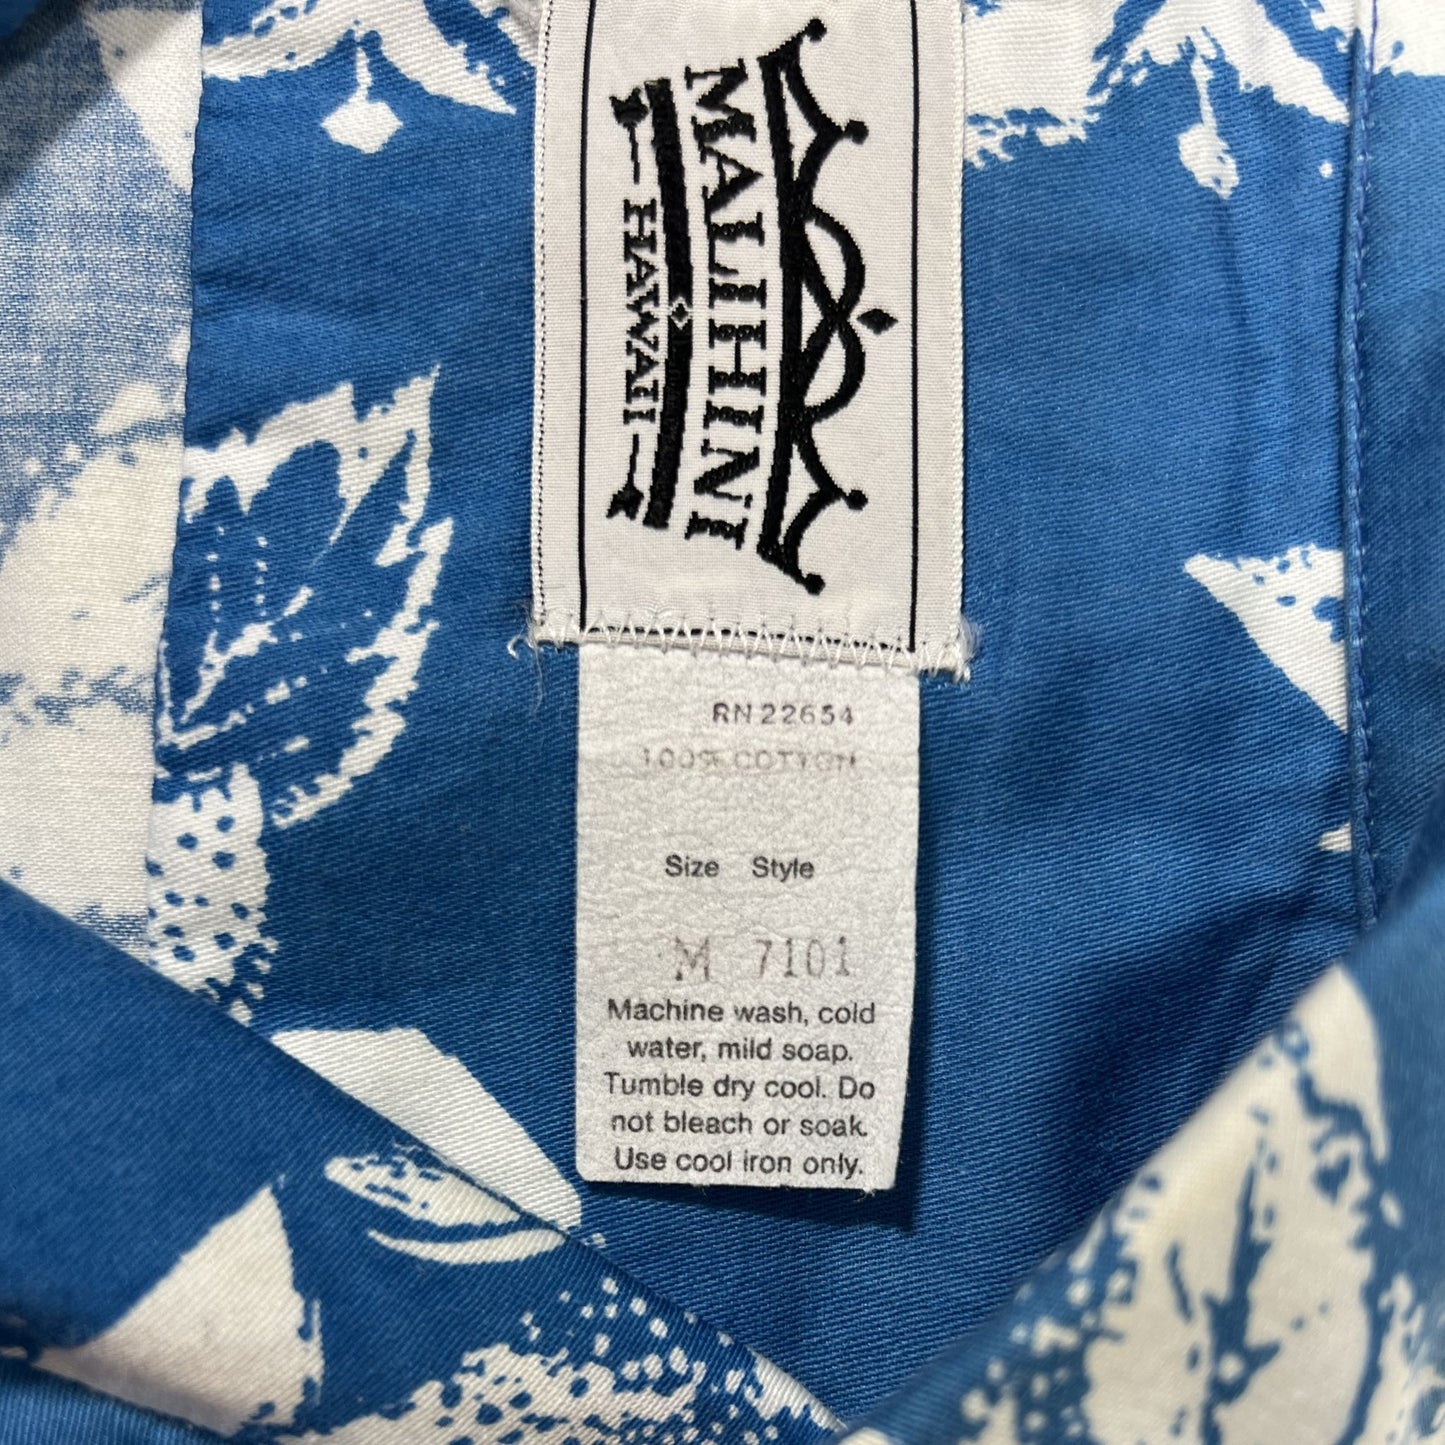 MALIHINI
HAWAII
RN 22654
100% COTTON
Size Style
M 7101
Machine wash, cold
water, mild soap.
Tumble dry cool. Do
not bleach or soak.
Use cool iron only.